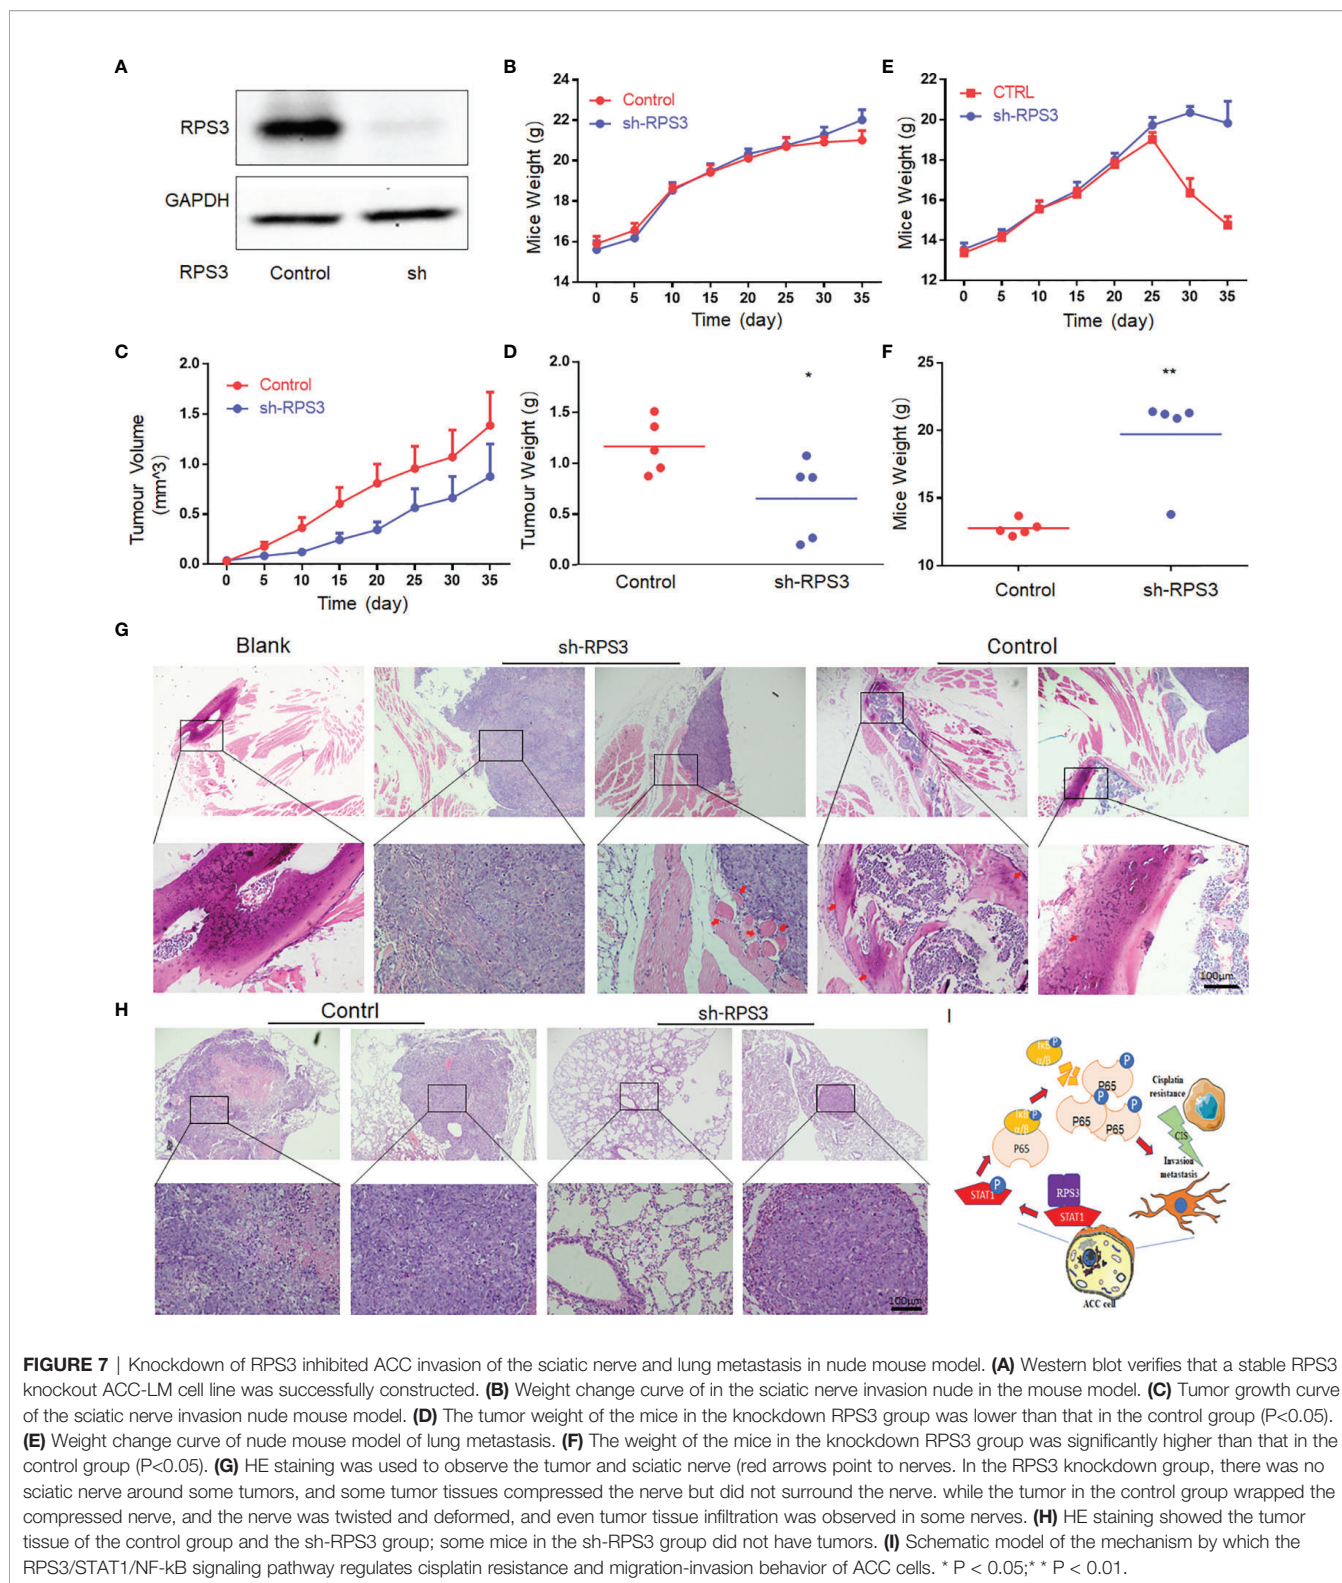 A
RPS3
GAPDH
RPS3 Control sh
B
Mice Weight (g)
24
22
20
18
16
14
Control
sh-RPS3
0 5 10 15 20 25 30 35
Time (day)
E
Mice Weight (g)
22
20
18
16
14
12
CTRL
sh-RPS3
0 5 10 15 20 25 30 35
Time (day)
C
Tumour Volume
(mm^3)
2.0
1.5
1.0
0.5
0.0
Control
sh-RPS3
0 5 10 15 20 25 30 35
Time (day)
D
Tumour Weight (g)
2.0
1.5
1.0
0.5
0.0
*
Control sh-RPS3
F
Mice Weight (g)
25
20
15
10
**
Control sh-RPS3
G
Blank sh-RPS3 Control
100μm
H
Contrl sh-RPS3
100μm
I
IκB
α/β
P
P
P65
P
P65
P
P65
Cisplatin
resistance
CIS
Invasion
metastasis
IκB
α/β
P
P65
STAT1
P
RPS3
STAT1
ACC cell
FIGURE 7 | Knockdown of RPS3 inhibited ACC invasion of the sciatic nerve and lung metastasis in nude mouse model. (A) Western blot verifies that a stable RPS3
knockout ACC-LM cell line was successfully constructed. (B) Weight change curve of in the sciatic nerve invasion nude in the mouse model. (C) Tumor growth curve
of the sciatic nerve invasion nude mouse model. (D) The tumor weight of the mice in the knockdown RPS3 group was lower than that in the control group (P<0.05).
(E) Weight change curve of nude mouse model of lung metastasis. (F) The weight of the mice in the knockdown RPS3 group was significantly higher than that in the
control group (P<0.05). (G) HE staining was used to observe the tumor and sciatic nerve (red arrows point to nerves. In the RPS3 knockdown group, there was no
sciatic nerve around some tumors, and some tumor tissues compressed the nerve but did not surround the nerve. while the tumor in the control group wrapped the
compressed nerve, and the nerve was twisted and deformed, and even tumor tissue infiltration was observed in some nerves. (H) HE staining showed the tumor
tissue of the control group and the sh-RPS3 group; some mice in the sh-RPS3 group did not have tumors. (I) Schematic model of the mechanism by which the
RPS3/STAT1/NF-kB signaling pathway regulates cisplatin resistance and migration-invasion behavior of ACC cells. * P < 0.05;* * P < 0.01.